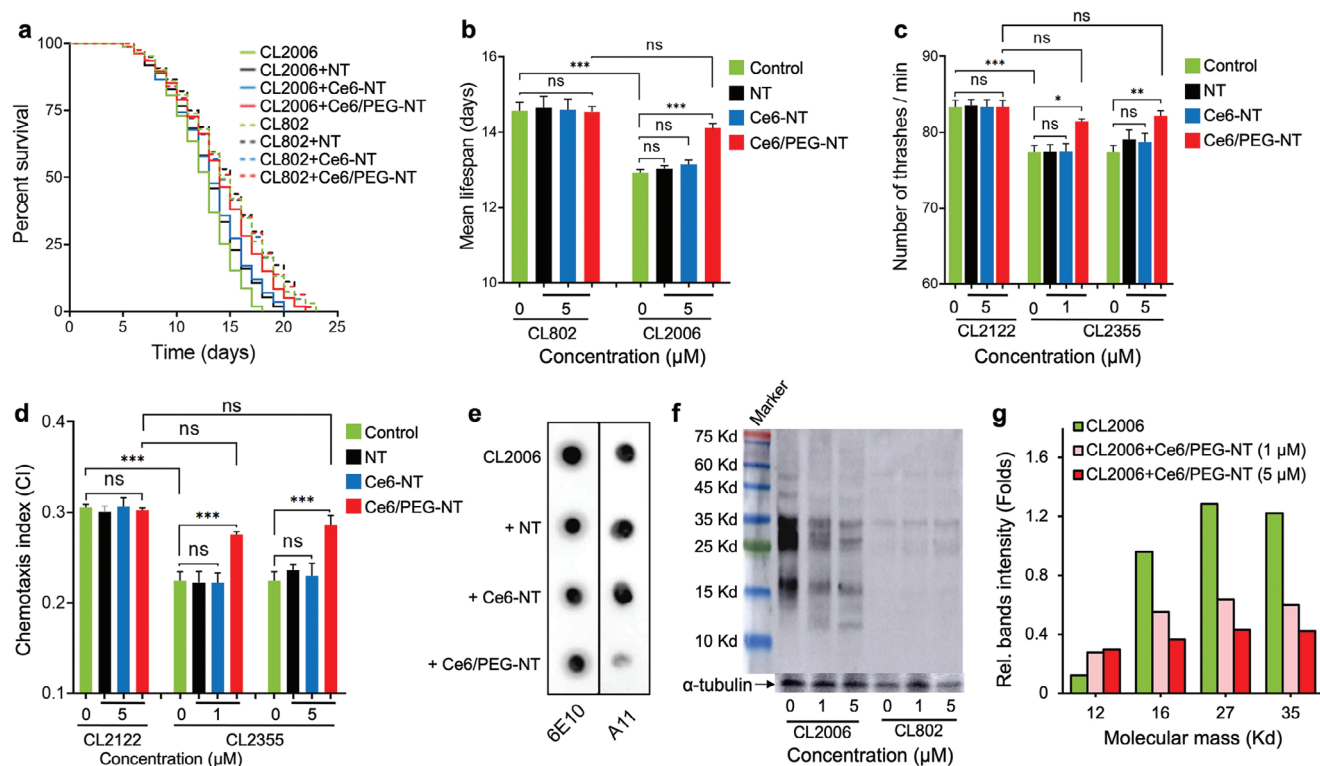 a
100
75
50
25
0
Percent survival
0 5 10 15 20 25
Time (days)
CL2006
CL2006+NT
CL2006+Ce6-NT
CL2006+Ce6/PEG-NT
CL802
CL802+NT
CL802+Ce6-NT
CL802+Ce6/PEG-NT
b
16
14
12
10
Mean lifespan (days)
ns
***
ns
***
ns
ns
Control
NT
Ce6-NT
Ce6/PEG-NT
0 5 0 5
CL802 CL2006
Concentration (µM)
c
90
80
70
60
Number of thrashes / min
ns
ns
***
ns
*
ns
**
ns
Control
NT
Ce6-NT
Ce6/PEG-NT
0 5 0 1 0 5
CL2122 CL2355
Concentration (µM)
d
0.4
0.3
0.2
0.1
Chemotaxis index (CI)
ns
ns
***
ns
***
ns
***
ns
Control
NT
Ce6-NT
Ce6/PEG-NT
0 5 0 1 0 5
CL2122 CL2355
Concentration (µM)
e
CL2006
+ NT
+ Ce6-NT
+ Ce6/PEG-NT
6E10 A11
f
Marker
75 Kd
60 Kd
45 Kd
35 Kd
25 Kd
15 Kd
10 Kd
α-tubulin
0 1 5 0 1 5
CL2006 CL802
Concentration (µM)
g
CL2006
CL2006+Ce6/PEG-NT (1 µM)
CL2006+Ce6/PEG-NT (5 µM)
1.6
1.2
0.8
0.4
0
Rel. bands intensity (Folds)
12 16 27 35
Molecular mass (Kd)